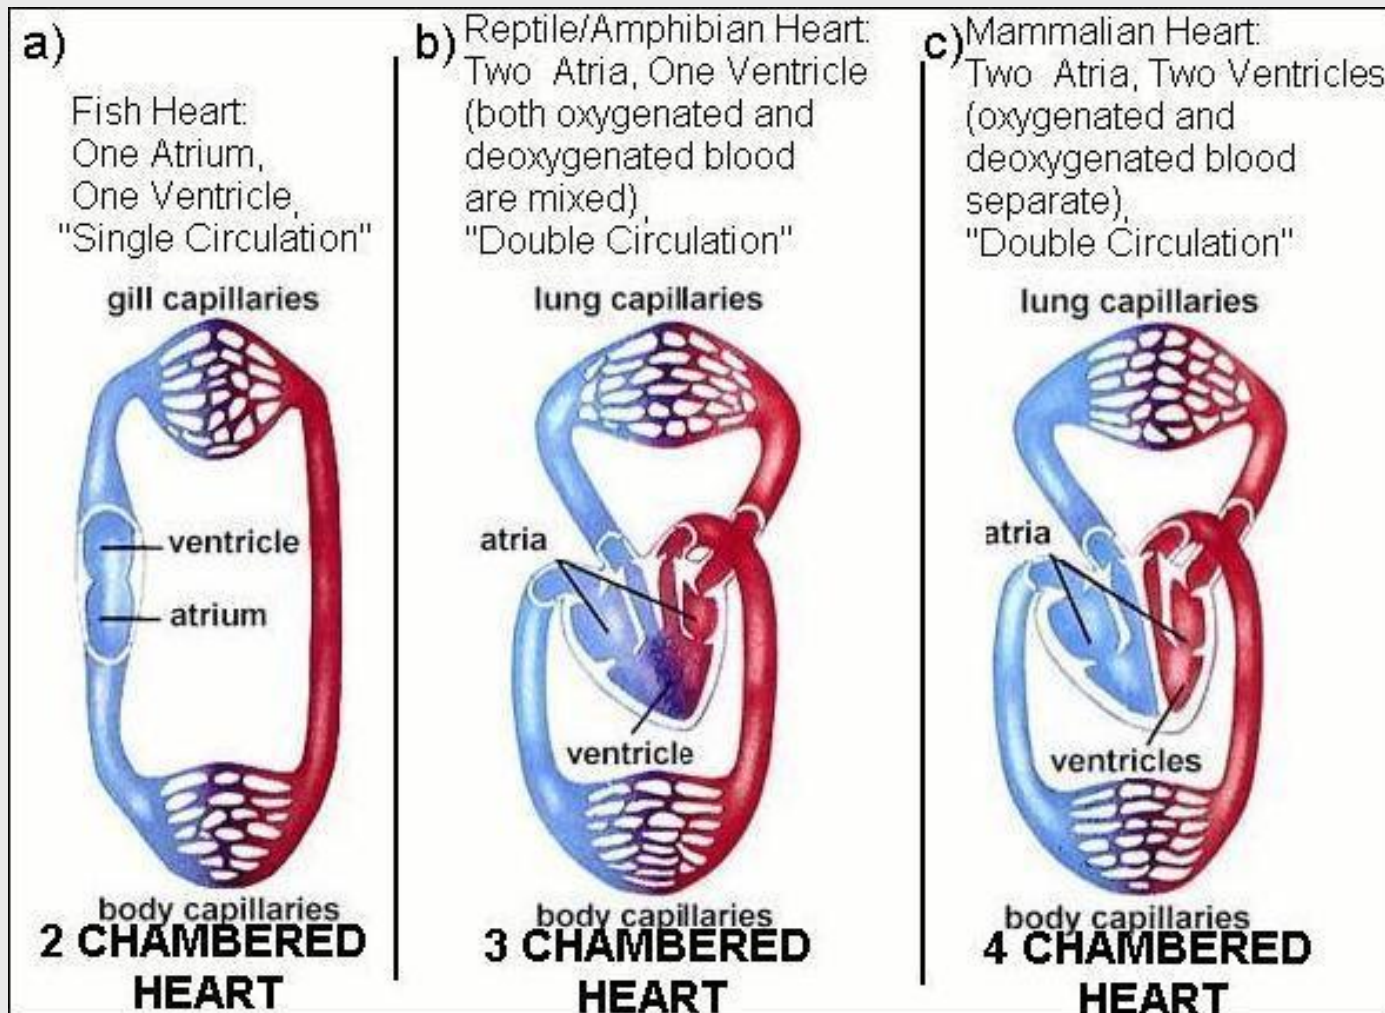 a)
Fish Heart:
One Atrium,
One Ventricle,
"Single Circulation"
gill capillaries
ventricle
atrium
body capillaries
2 CHAMBERED
HEART
b) Reptile/Amphibian Heart:
Two Atria, One Ventricle
(both oxygenated and
deoxygenated blood
are mixed),
"Double Circulation"
lung capillaries
atria
ventricle
body capillaries
3 CHAMBERED
HEART
c) Mammalian Heart:
Two Atria, Two Ventricles
(oxygenated and
deoxygenated blood
separate),
"Double Circulation"
lung capillaries
atria
ventricles
body capillaries
4 CHAMBERED
HEART